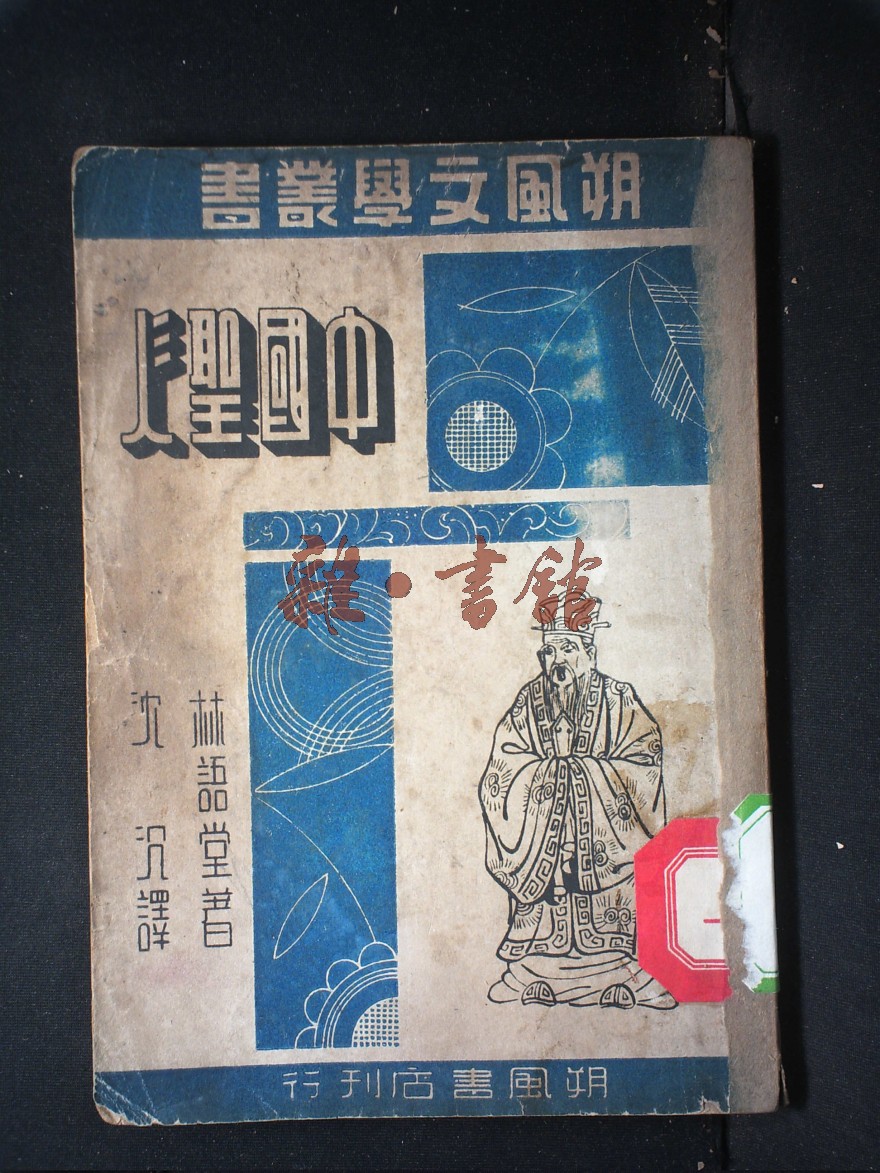 朔風文學叢書
中國聖人
雜·書館
林語堂著
沈沉譯
朔風書店刊行